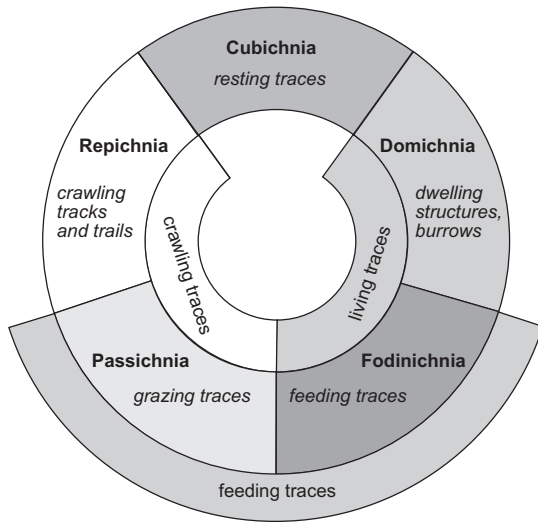 Cubichnia
resting traces
Repichnia
crawling
tracks
and trails
Domichnia
dwelling
structures,
burrows
crawling traces
living traces
Passichnia
grazing traces
Fodinichnia
feeding traces
feeding traces